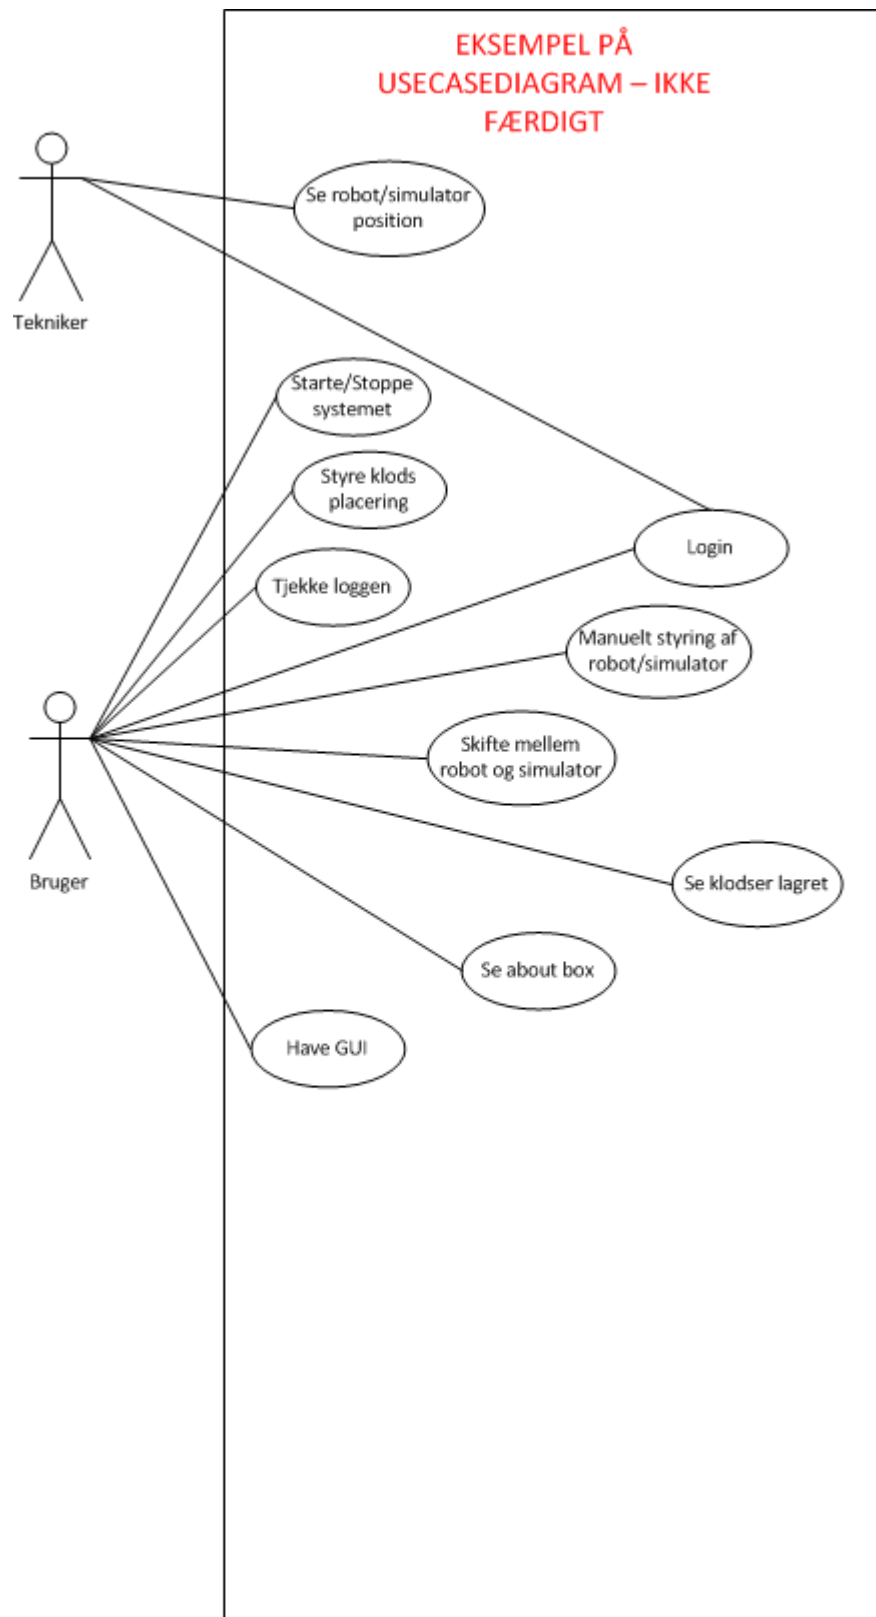 EKSEMPEL PÅ
USECASEDIAGRAM – IKKE
FÆRDIGT
Se robot/simulator
position
Tekniker
Starte/Stoppe
systemet
Styre klods
placering
Login
Tjekke loggen
Manuelt styring af
robot/simulator
Skifte mellem
robot og simulator
Bruger
Se klodser lagret
Se about box
Have GUI